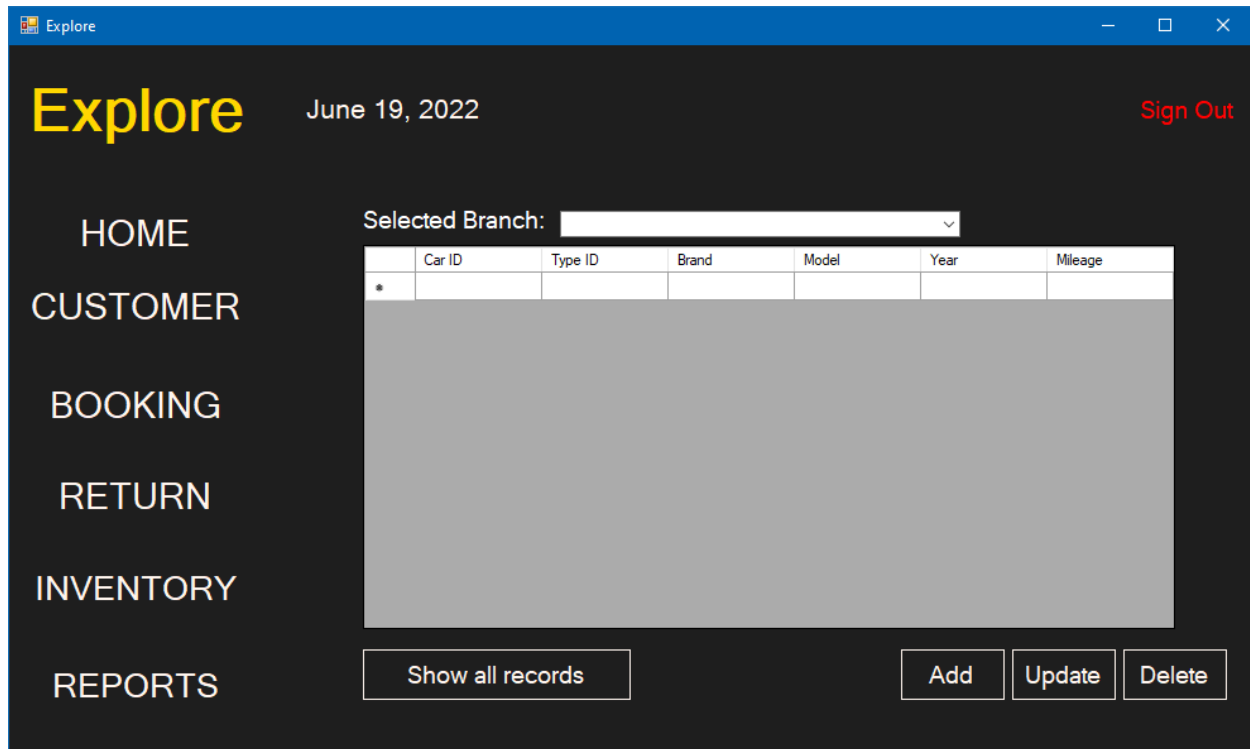 Explore
Explore
June 19, 2022
Sign Out
HOME
CUSTOMER
BOOKING
RETURN
INVENTORY
REPORTS
Selected Branch:
Car ID Type ID Brand Model Year Mileage
*
Show all records
Add Update Delete